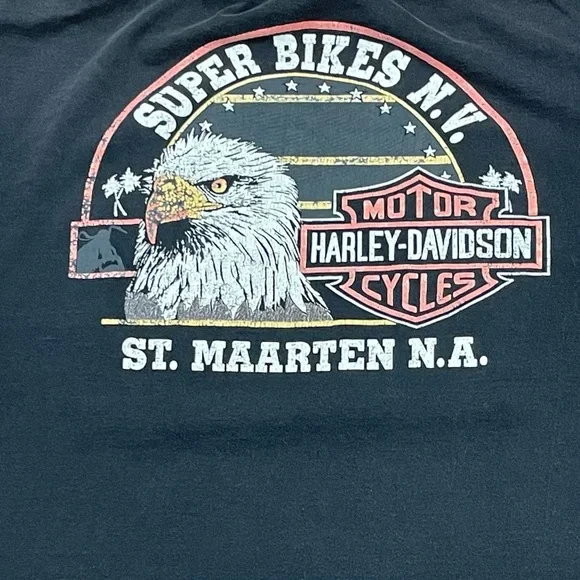 SUPER BIKES N.V.
MOTOR
HARLEY-DAVIDSON
CYCLES
ST. MAARTEN N.A.